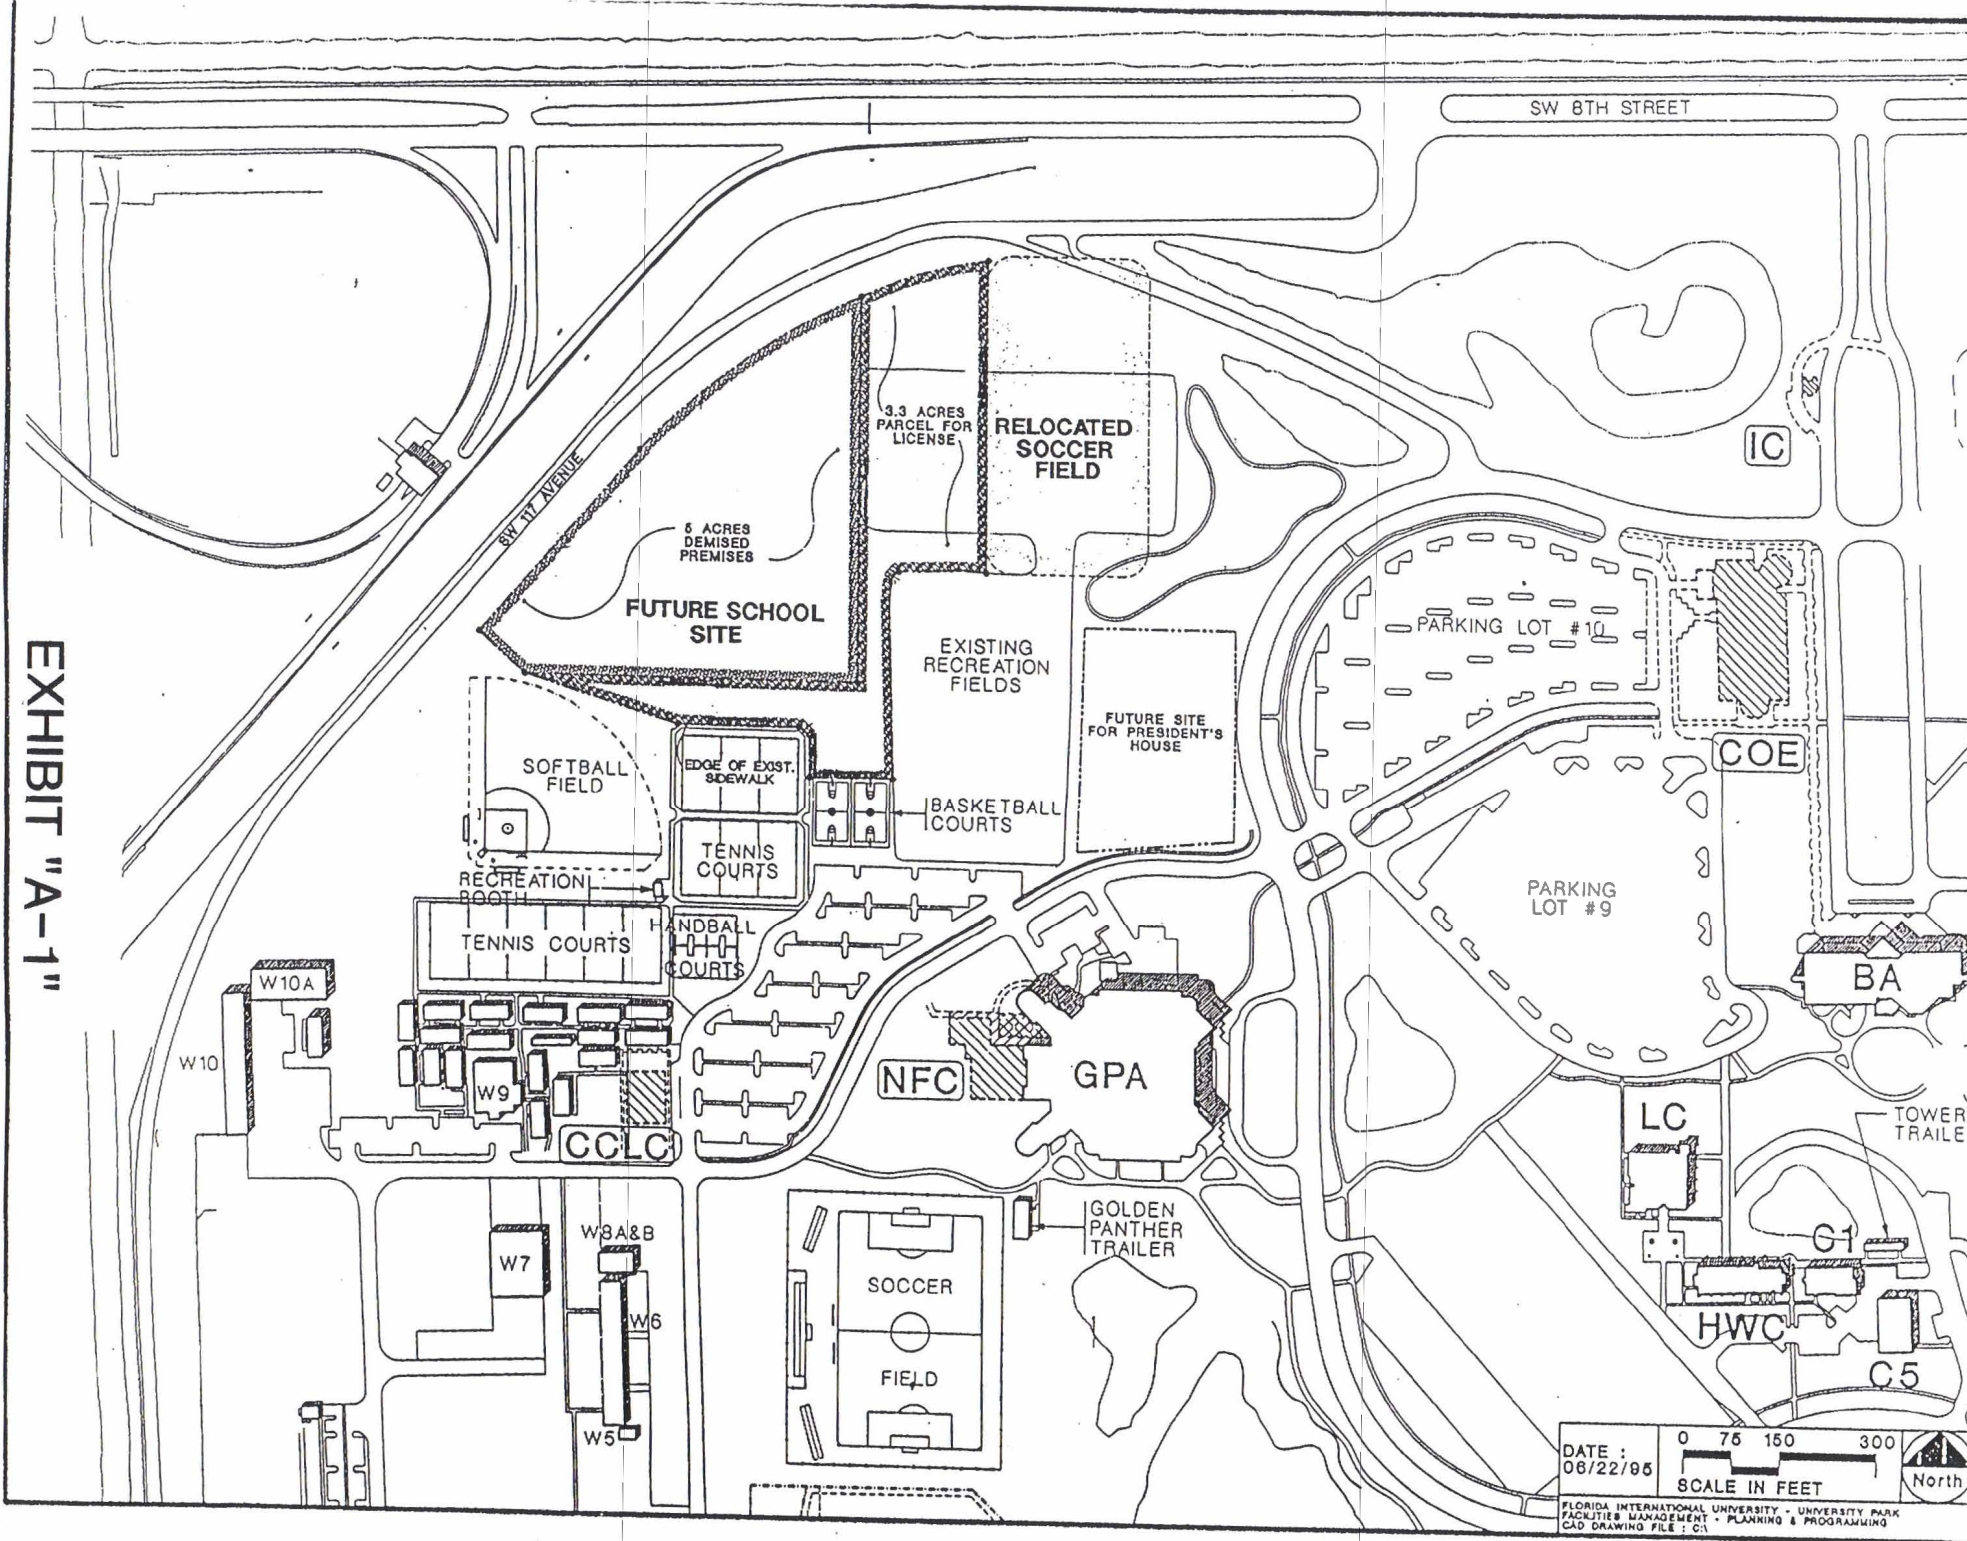 SW 8TH STREET
3.3 ACRES
PARCEL FOR
LICENSE
RELOCATED
SOCCER
FIELD
IC
SW 117 AVENUE
5 ACRES
DEMISED
PREMISES
FUTURE SCHOOL
SITE
EXISTING
RECREATION
FIELDS
PARKING LOT #10
FUTURE SITE
FOR PRESIDENT'S
HOUSE
COE
SOFTBALL
FIELD
EDGE OF EXIST.
SIDEWALK
BASKETBALL
COURTS
TENNIS
COURTS
RECREATION
BOOTH
PARKING
LOT #9
TENNIS COURTS
HANDBALL
COURTS
EXHIBIT "A-1"
W10A
BA
W10
W9
NFC
GPA
CCLC
LC
TOWER
TRAILE
GOLDEN
PANTHER
TRAILER
W7
W8A&B
W6
W5
SOCCER
FIELD
C1
HWC
C5
DATE :
06/22/95
0 75 150 300
SCALE IN FEET
North
FLORIDA INTERNATIONAL UNIVERSITY - UNIVERSITY PARK
FACILITIES MANAGEMENT - PLANNING & PROGRAMMING
CAD DRAWING FILE : C:\